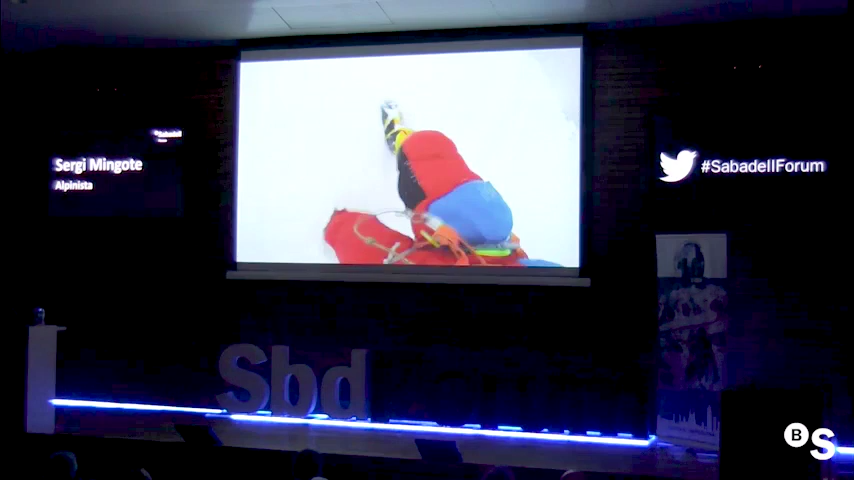 Sergi Mingote
Alpinista
#SabadellForum
Sbd
BS